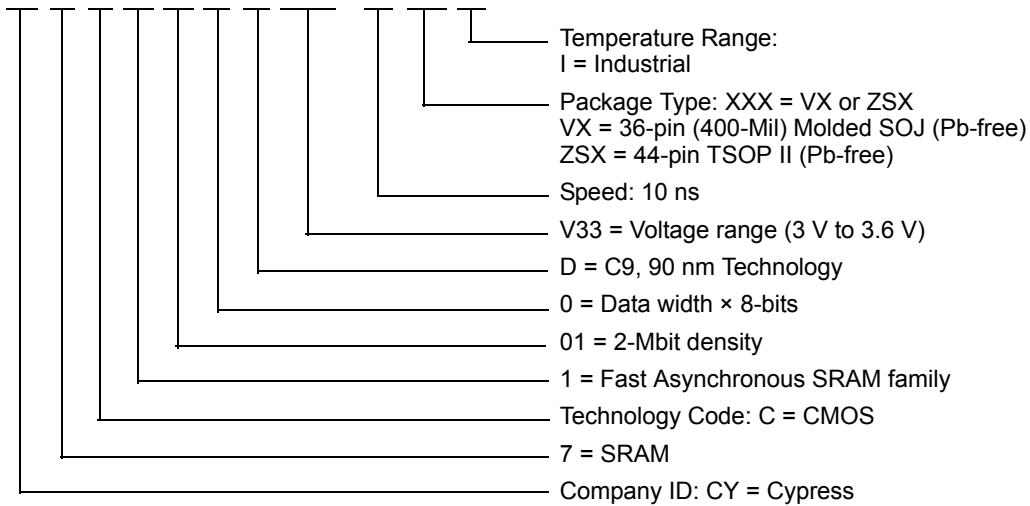 Temperature Range:
I = Industrial
Package Type: XXX = VX or ZSX
VX = 36-pin (400-Mil) Molded SOJ (Pb-free)
ZSX = 44-pin TSOP II (Pb-free)
Speed: 10 ns
V33 = Voltage range (3 V to 3.6 V)
D = C9, 90 nm Technology
0 = Data width × 8-bits
01 = 2-Mbit density
1 = Fast Asynchronous SRAM family
Technology Code: C = CMOS
7 = SRAM
Company ID: CY = Cypress